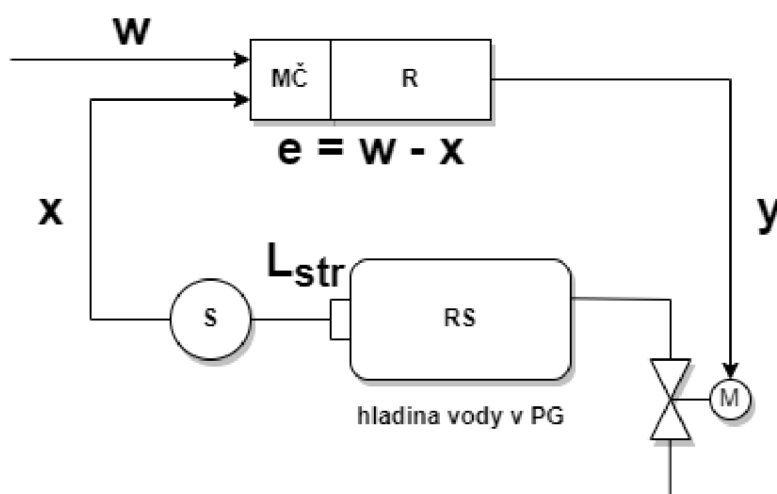 w
MČ
R
e = w - x
x
y
Lstr
S
RS
M
hladina vody v PG